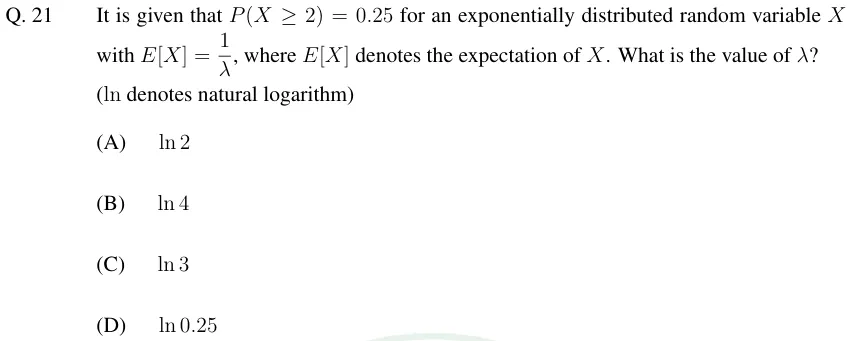 Q. 21 It is given that P(X ≥ 2) = 0.25 for an exponentially distributed random variable X
with E[X] = 1/λ, where E[X] denotes the expectation of X. What is the value of λ?
(ln denotes natural logarithm)
(A) ln 2
(B) ln 4
(C) ln 3
(D) ln 0.25